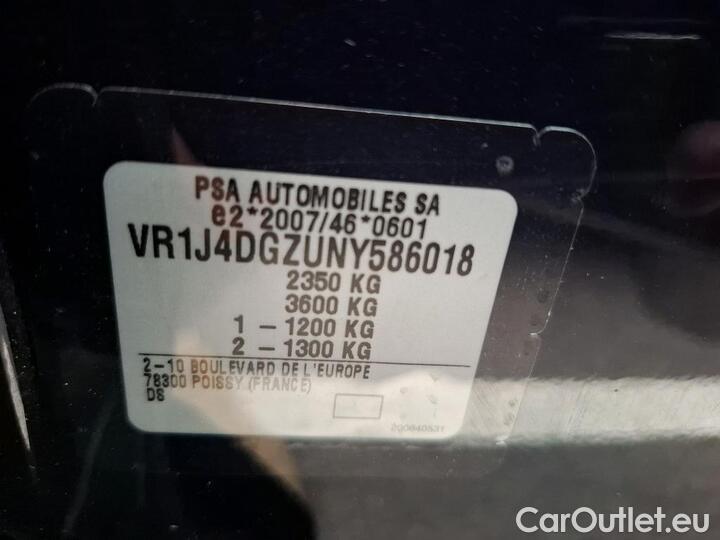 PSA AUTOMOBILES SA
e2*2007/46*0601
VR1J4DGZUNY586018
2350 KG
3600 KG
1 - 1200 KG
2 - 1300 KG
2-10 BOULEVARD DE L'EUROPE
78300 POISSY (FRANCE)
DS
CarOutlet.eu